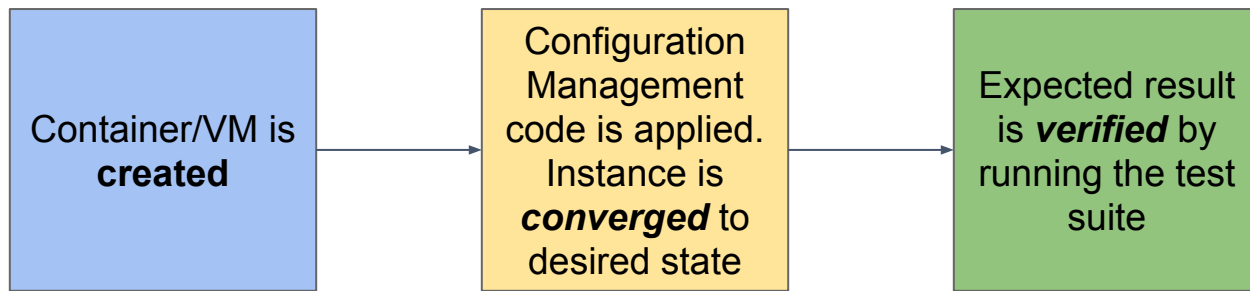 Container/VM is
created
Configuration
Management
code is applied.
Instance is
converged to
desired state
Expected result
is verified by
running the test
suite